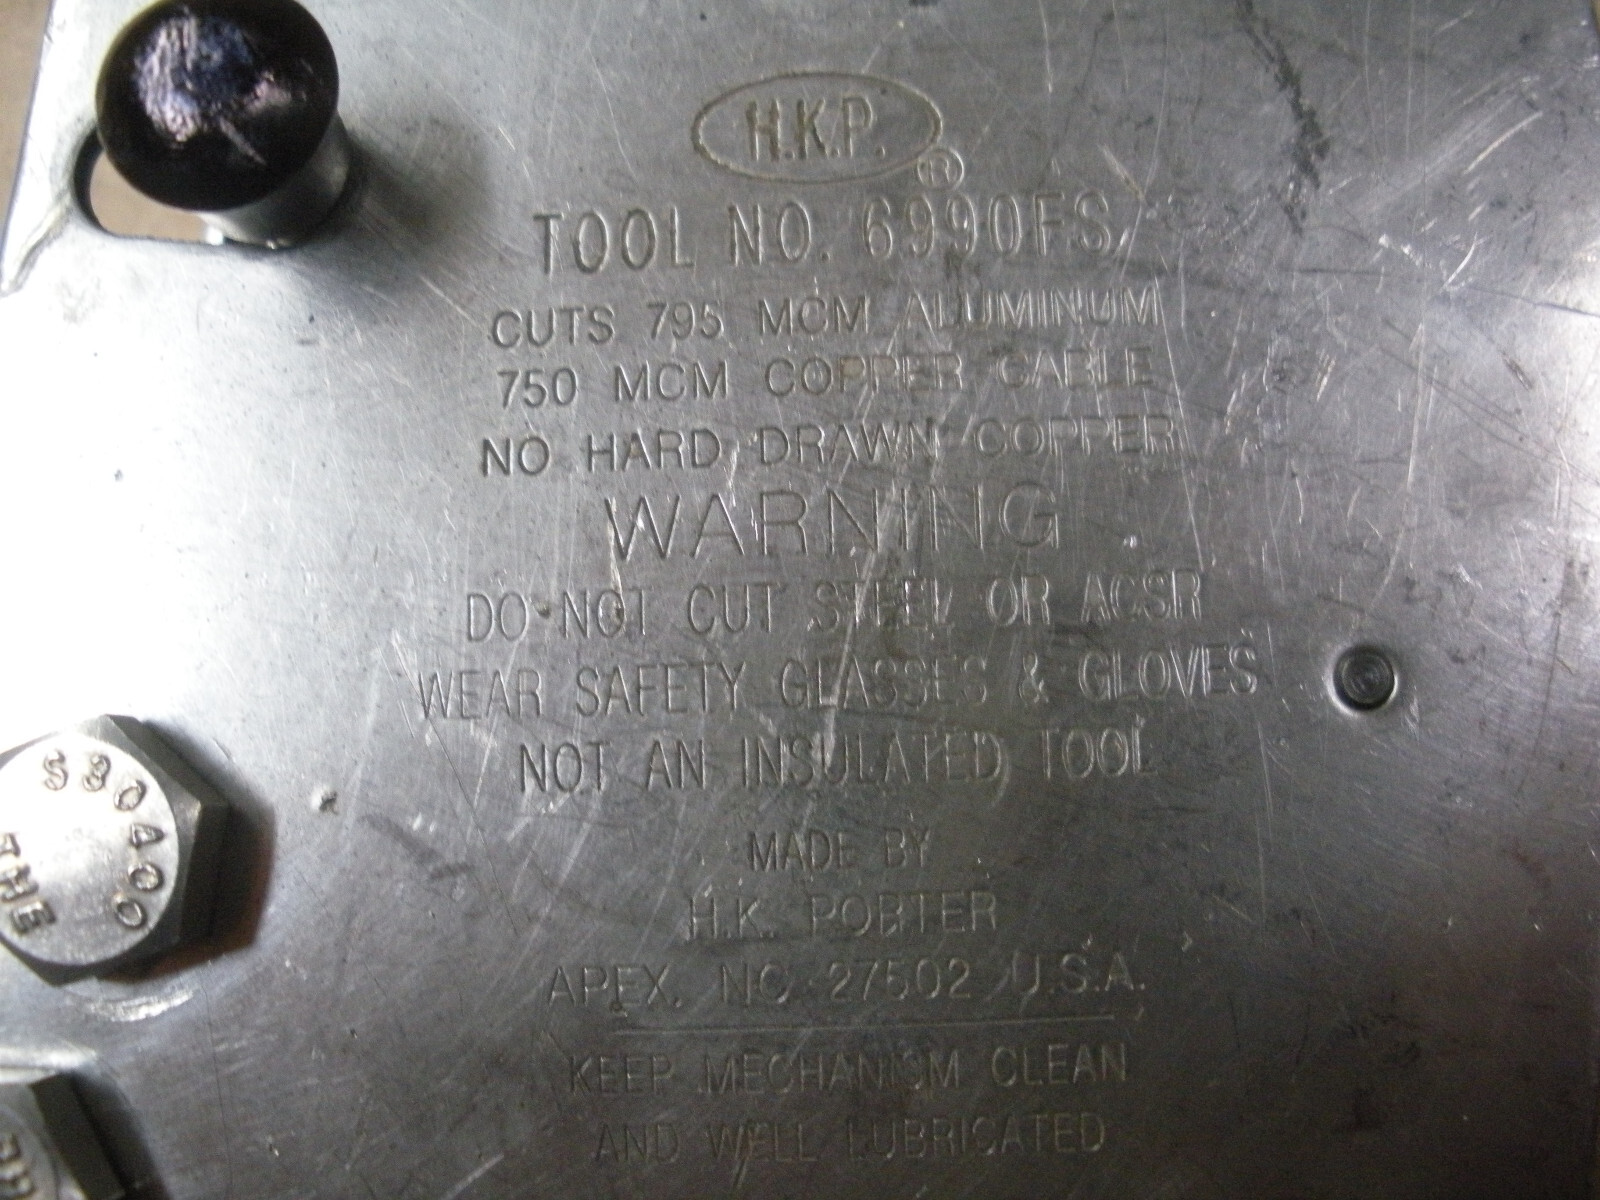 H.K.P.
®
TOOL NO. 6990FS
CUTS 795 MCM ALUMINUM
750 MCM COPPER CABLE
NO HARD DRAWN COPPER
WARNING
DO NOT CUT STEEL OR ACSR
WEAR SAFETY GLASSES & GLOVES
NOT AN INSULATED TOOL
MADE BY
H.K. PORTER
APEX, NC 27502 U.S.A.
KEEP MECHANISM CLEAN
AND WELL LUBRICATED
S30400
THE